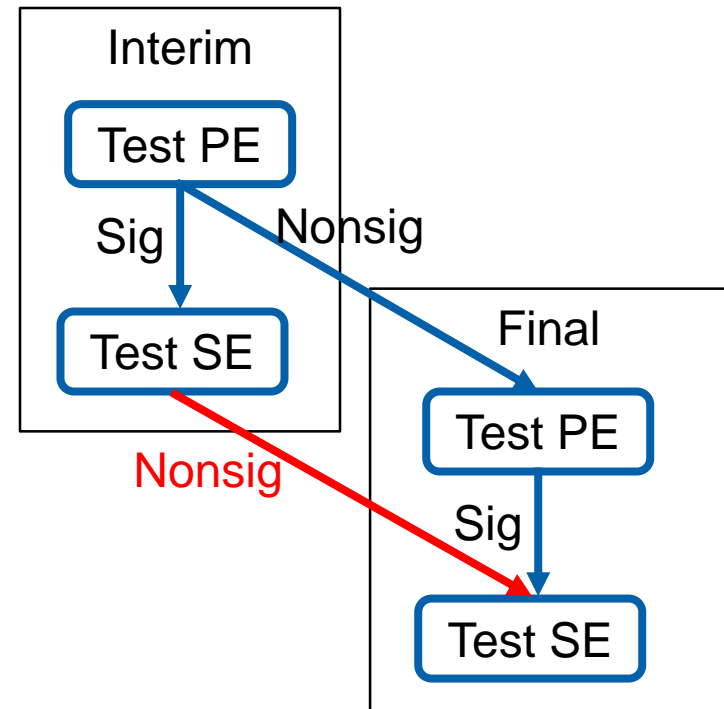 Interim
Test PE
Sig
Nonsig
Test SE
Nonsig
Final
Test PE
Sig
Test SE